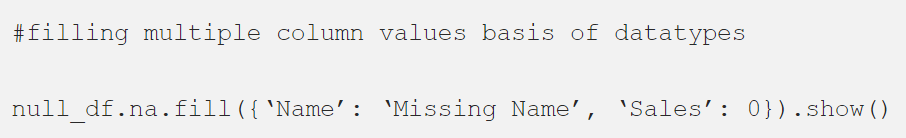 #filling multiple column values basis of datatypes
null_df.na.fill({‘Name’: ‘Missing Name’, ‘Sales’: 0}).show()